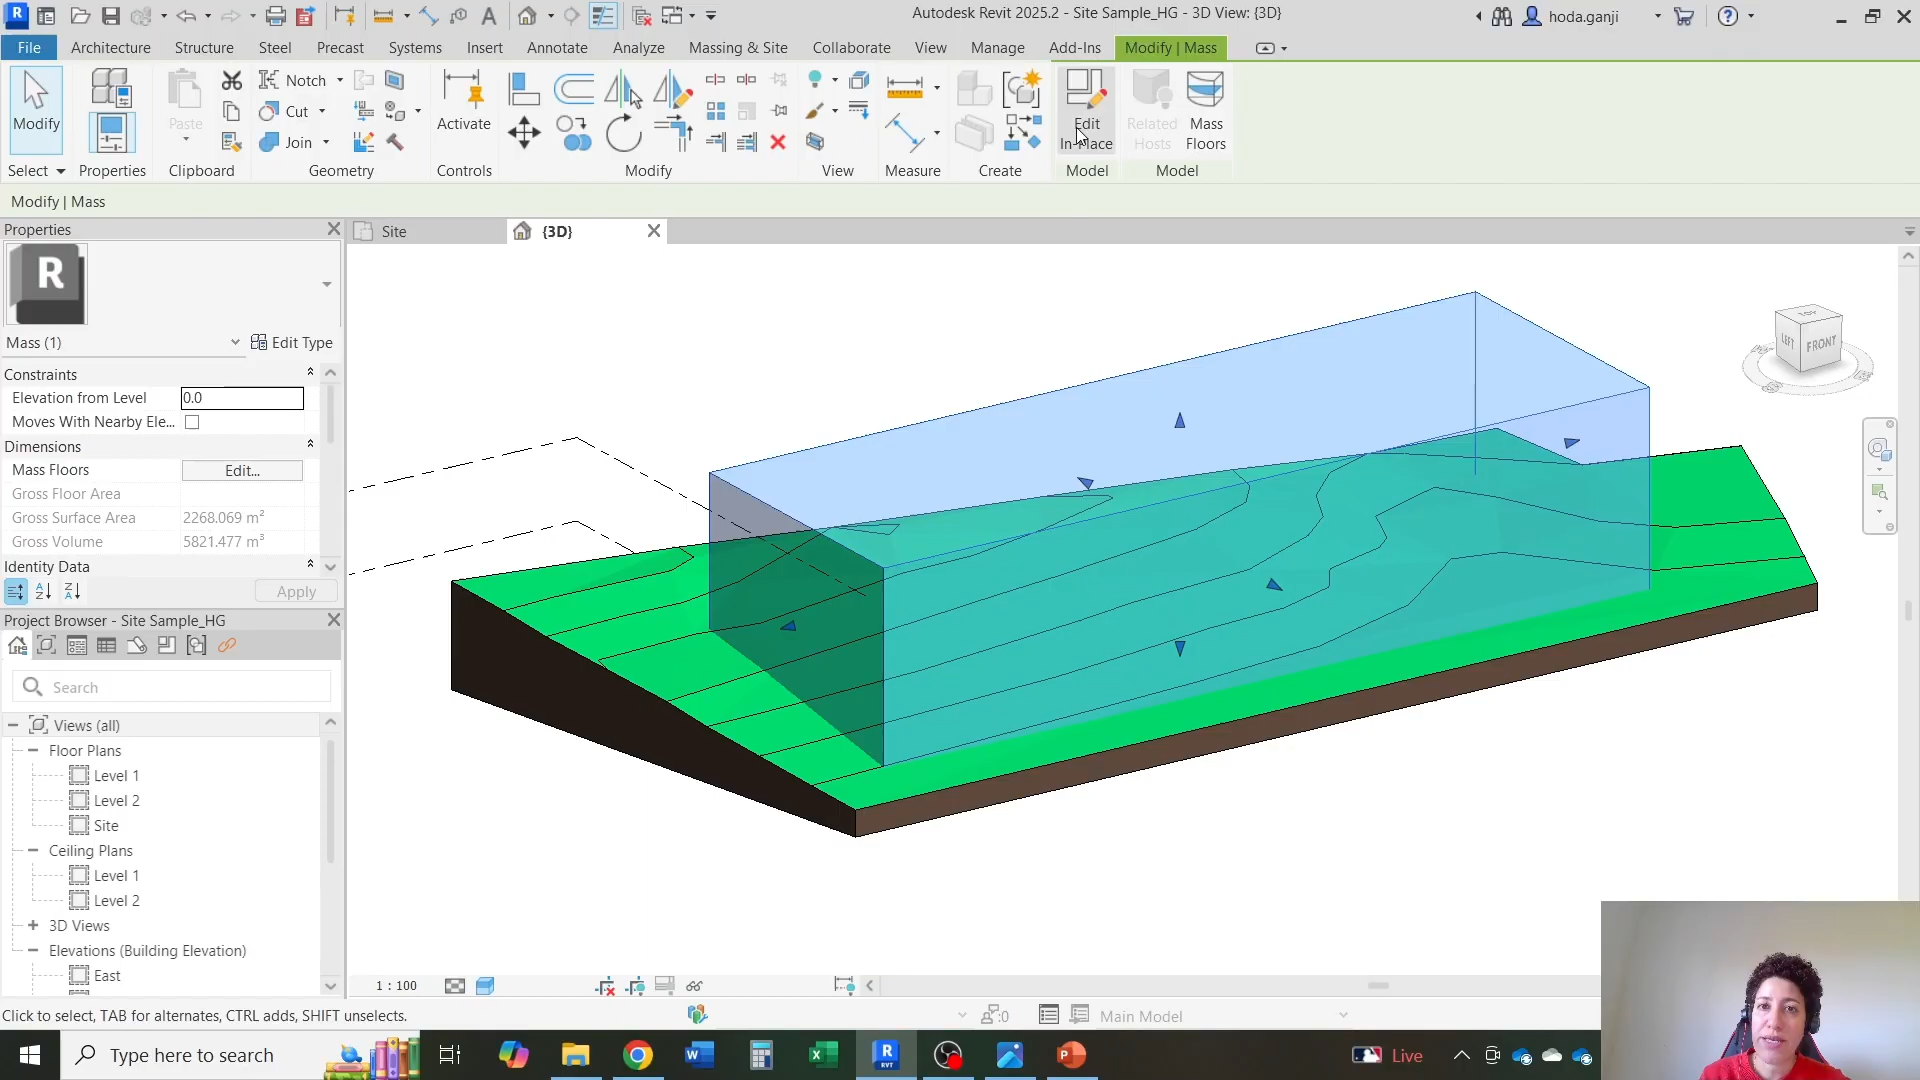 Autodesk Revit 2025.2 - Site Sample_HG - 3D View: {3D}
hoda.ganji
File Architecture Structure Steel Precast Systems Insert Annotate Analyze Massing & Site Collaborate View Manage Add-Ins Modify | Mass
Modify
Paste
Notch
Cut
Join
Activate
Edit In-Place
Related Hosts
Mass Floors
Select Properties Clipboard Geometry Controls Modify View Measure Create Model Model
Modify | Mass
Properties
Site
{3D}
R
Mass (1)
Edit Type
Constraints
Elevation from Level 0.0
Moves With Nearby Ele...
Dimensions
Mass Floors Edit...
Gross Floor Area
Gross Surface Area 2268.069 m²
Gross Volume 5821.477 m³
Identity Data
Apply
Project Browser - Site Sample_HG
Search
Views (all)
Floor Plans
Level 1
Level 2
Site
Ceiling Plans
Level 1
Level 2
3D Views
Elevations (Building Elevation)
East
TOP
LEFT
FRONT
1 : 100
Click to select, TAB for alternates, CTRL adds, SHIFT unselects.
:0
Main Model
Type here to search
Live